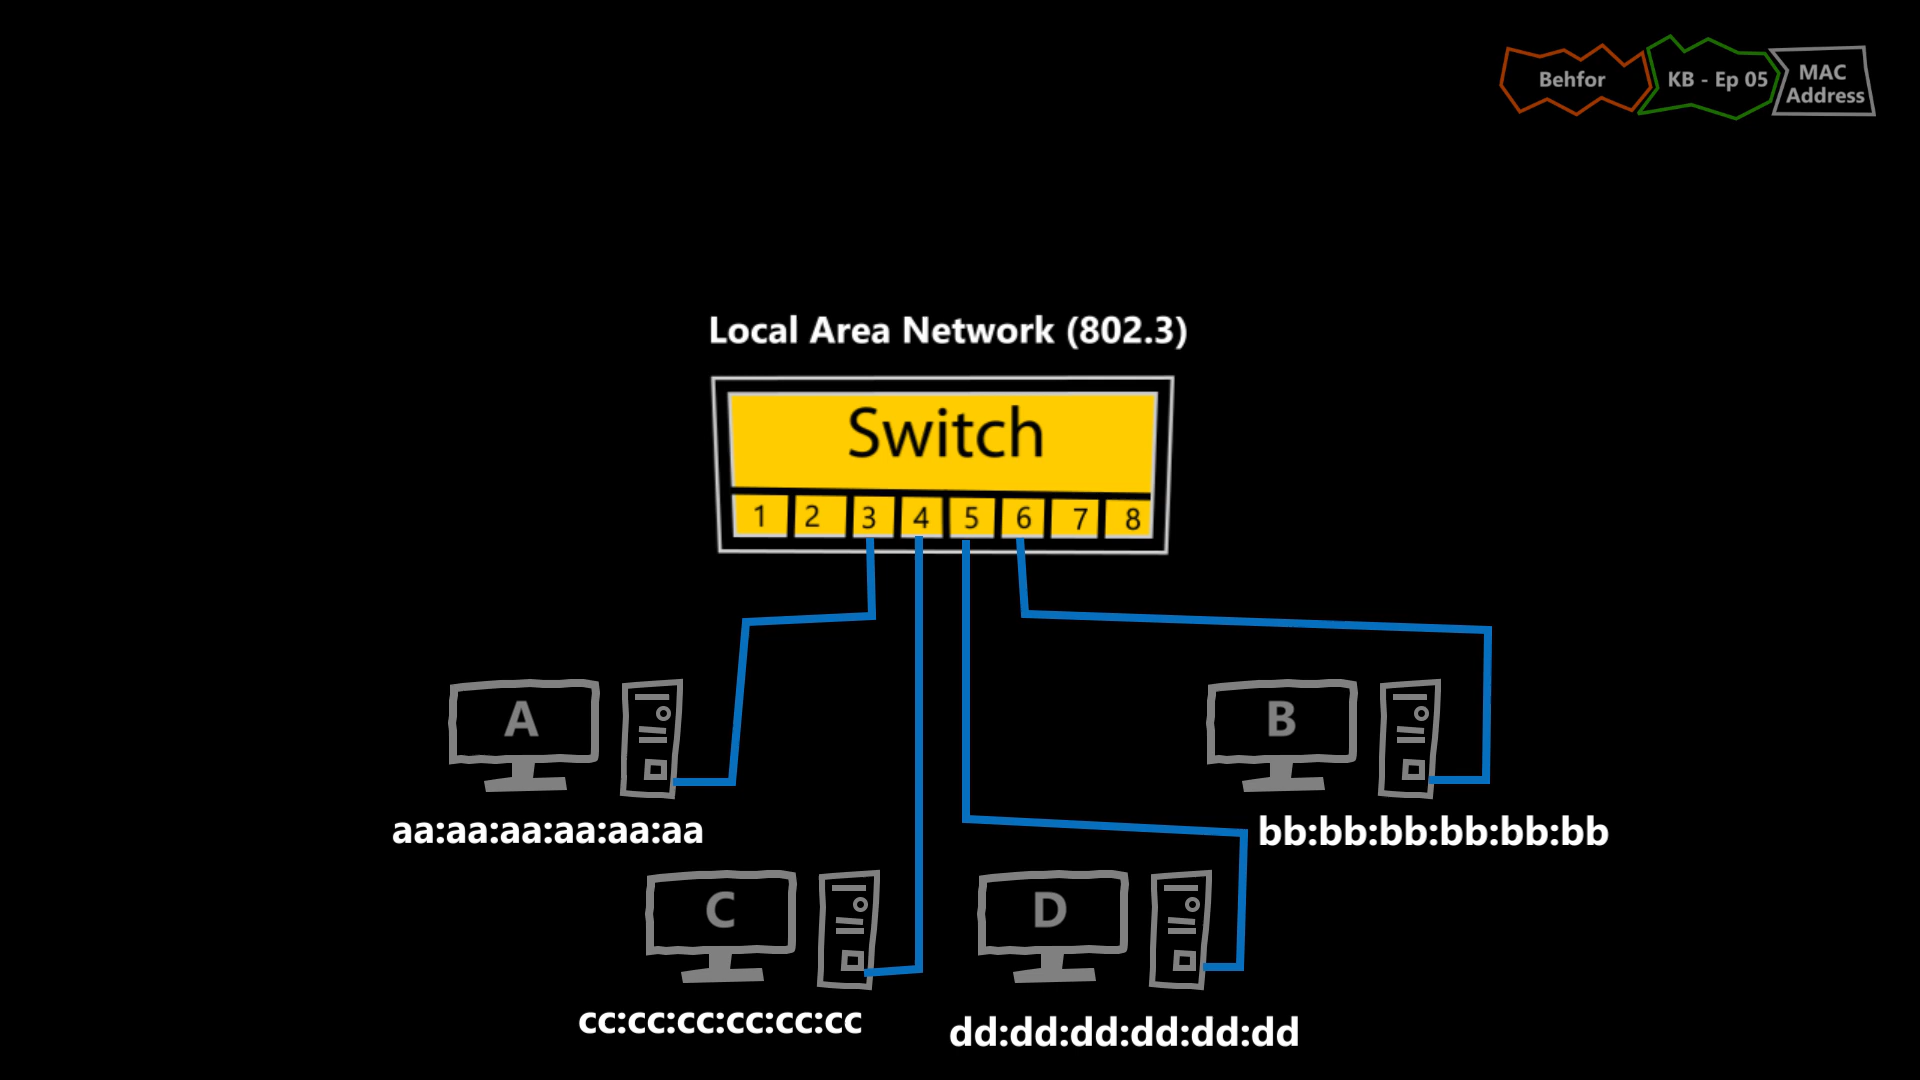 Behfor
KB - Ep 05
MAC
Address
Local Area Network (802.3)
Switch
1 2 3 4 5 6 7 8
A
B
aa:aa:aa:aa:aa:aa
bb:bb:bb:bb:bb:bb
C
D
cc:cc:cc:cc:cc:cc
dd:dd:dd:dd:dd:dd